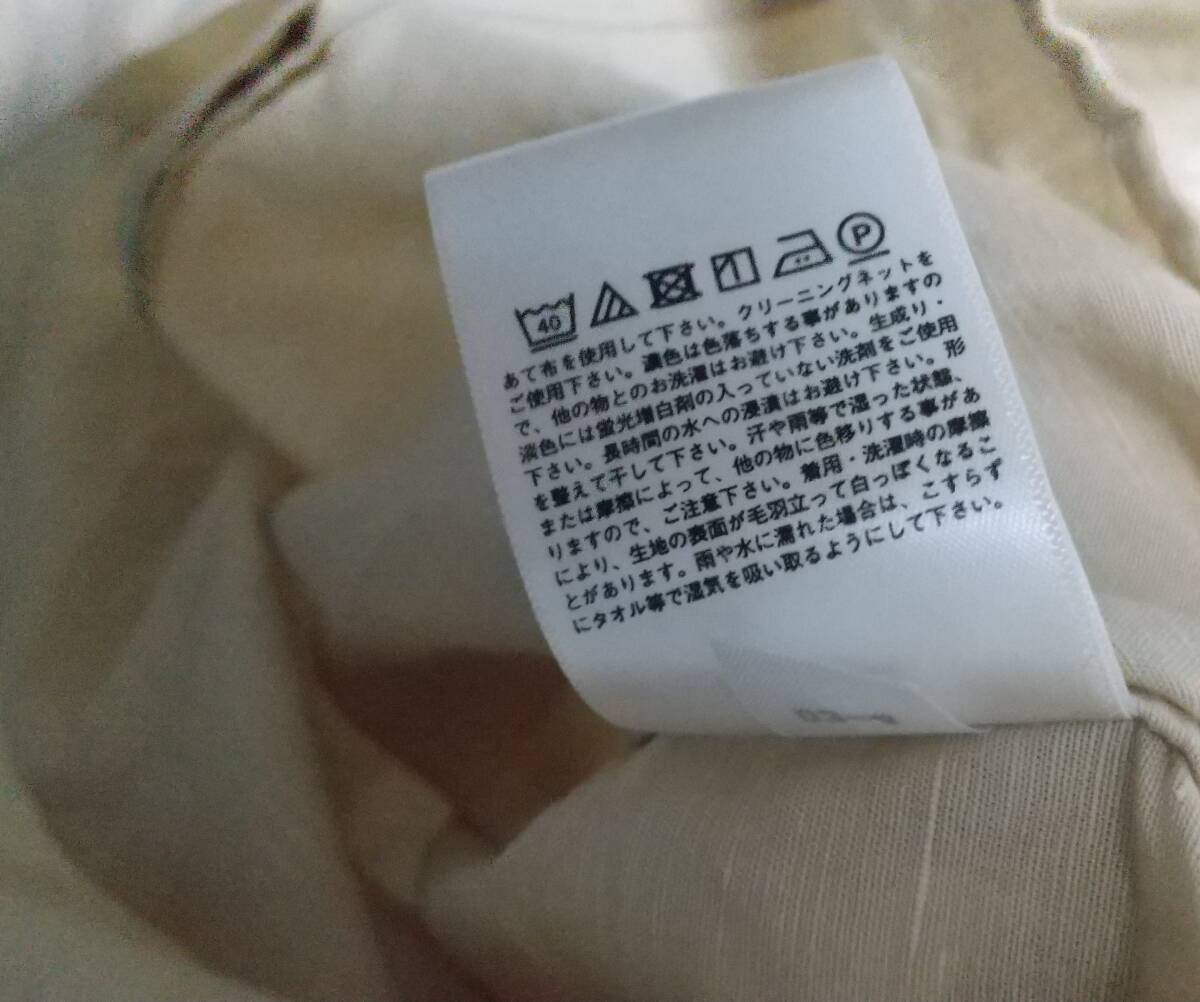 40 P
あて布を使用して下さい。クリーニングネットを
ご使用下さい。濃色は色落ちする事がありますの
で、他の物とのお洗濯はお避け下さい。生成り・
淡色には蛍光増白剤の入っていない洗剤をご使用
下さい。長時間の水への浸漬はお避け下さい。形
を整えて干して下さい。汗や雨等で湿った状態、
または摩擦によって、他の物に色移りする事があ
りますので、ご注意下さい。着用・洗濯時の摩擦
により、生地の表面が毛羽立って白っぽくなるこ
とがあります。雨や水に濡れた場合は、こすらず
にタオル等で湿気を吸い取るようにして下さい。